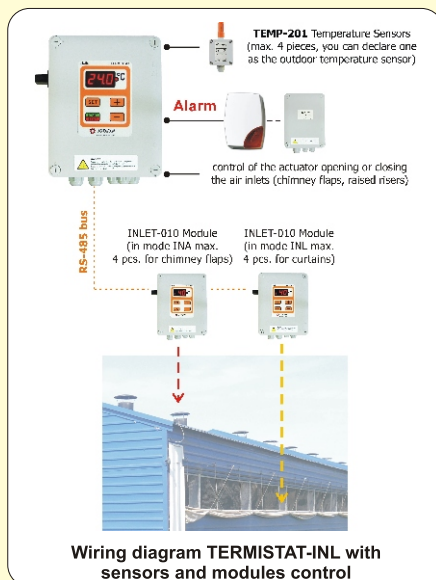 TEMP-201 Temperature Sensors
(max. 4 pieces, you can declare one
as the outdoor temperature sensor)
24.0°C
SET
Alarm
control of the actuator opening or closing
the air inlets (chimney flaps, raised risers)
RS-485 bus
INLET-010 Module
(in mode INA max.
4 pcs. for chimney flaps)
INLET-010 Module
(in mode INL max.
4 pcs. for curtains)
Wiring diagram TERMISTAT-INL with
sensors and modules control